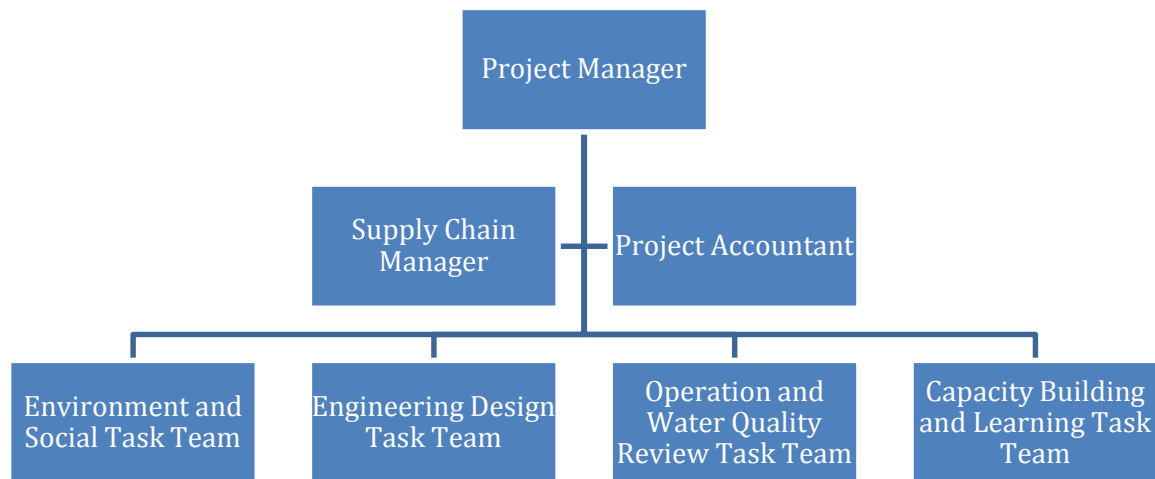 Project Manager
Supply Chain
Manager
Project Accountant
Environment and
Social Task Team
Engineering Design
Task Team
Operation and
Water Quality
Review Task Team
Capacity Building
and Learning Task
Team